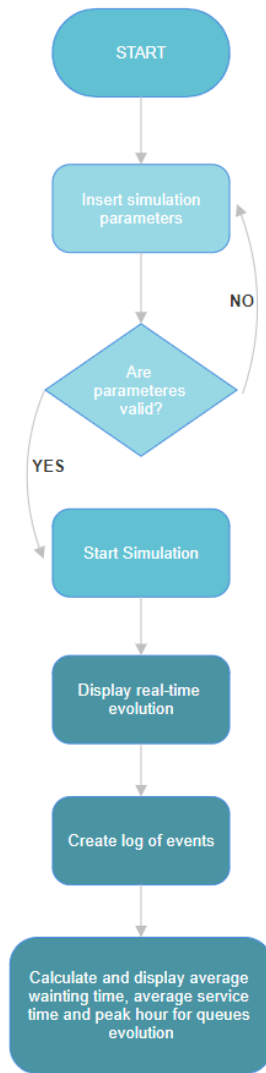 START
Insert simulation
parameters
NO
Are
parameteres
valid?
YES
Start Simulation
Display real-time
evolution
Create log of events
Calculate and display average
wainting time, average service
time and peak hour for queues
evolution